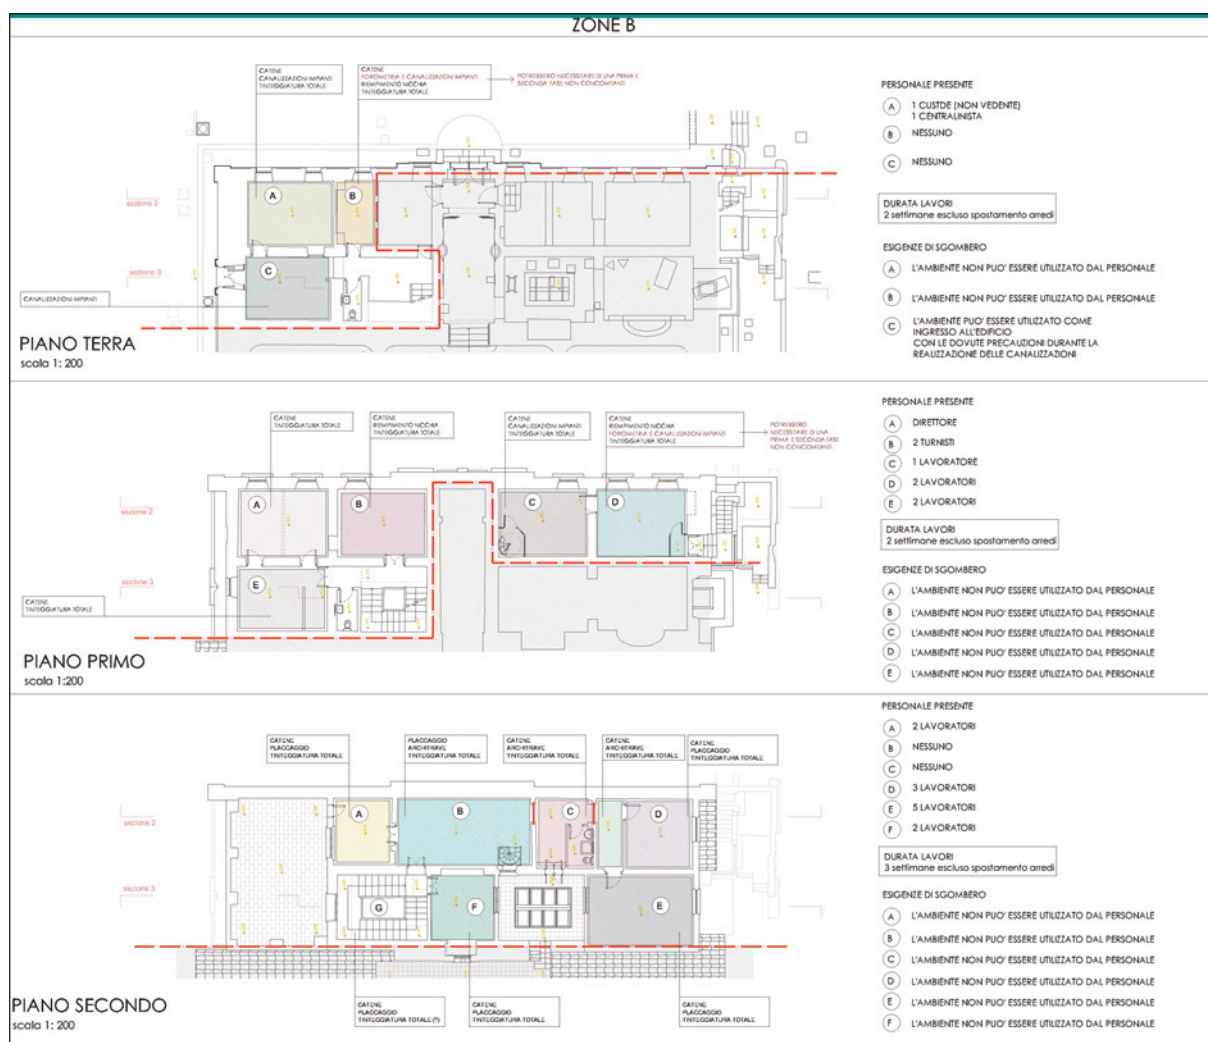 ZONE B
CATENE
CANALIZZAZIONI IMPIANTI
TINTEGGIATURA TOTALE
CATENE
FOROMETRIA E CANALIZZAZIONI IMPIANTI
RIEMPIMENTO NICCHIA
TINTEGGIATURA TOTALE
POTREBBERO NECESSITARE DI UNA PRIMA E
SECONDA FASE NON CONCOMITANTI
sezione 2
sezione 3
A
B
C
CANALIZZAZIONI IMPIANTI
PIANO TERRA
scala 1: 200
PERSONALE PRESENTE
A 1 CUSTDE (NON VEDENTE)
1 CENTRALINISTA
B NESSUNO
C NESSUNO
DURATA LAVORI
2 settimane escluso spostamento arredi
ESIGENZE DI SGOMBERO
A L'AMBIENTE NON PUO' ESSERE UTILIZZATO DAL PERSONALE
B L'AMBIENTE NON PUO' ESSERE UTILIZZATO DAL PERSONALE
C L'AMBIENTE PUO' ESSERE UTILIZZATO COME
INGRESSO ALL'EDIFICIO
CON LE DOVUTE PRECAUZIONI DURANTE LA
REALIZZAZIONE DELLE CANALIZZAZIONI
CATENE
TINTEGGIATURA TOTALE
CATENE
RIEMPIMENTO NICCHIA
TINTEGGIATURA TOTALE
CATENE
CANALIZZAZIONI IMPIANTI
TINTEGGIATURA TOTALE
CATENE
RIEMPIMENTO NICCHIA
FOROMETRIA E CANALIZZAZIONI IMPIANTI
TINTEGGIATURA TOTALE
POTREBBERO
NECESSITARE DI UNA
PRIMA E SECONDA FASE
NON CONCOMITANTI
sezione 2
sezione 3
A
B
C
D
E
CATENE
TINTEGGIATURA TOTALE
PIANO PRIMO
scala 1:200
PERSONALE PRESENTE
A DIRETTORE
B 2 TURNISTI
C 1 LAVORATORE
D 2 LAVORATORI
E 2 LAVORATORI
DURATA LAVORI
2 settimane escluso spostamento arredi
ESIGENZE DI SGOMBERO
A L'AMBIENTE NON PUO' ESSERE UTILIZZATO DAL PERSONALE
B L'AMBIENTE NON PUO' ESSERE UTILIZZATO DAL PERSONALE
C L'AMBIENTE NON PUO' ESSERE UTILIZZATO DAL PERSONALE
D L'AMBIENTE NON PUO' ESSERE UTILIZZATO DAL PERSONALE
E L'AMBIENTE NON PUO' ESSERE UTILIZZATO DAL PERSONALE
CATENE
PLACCAGGIO
TINTEGGIATURA TOTALE
PLACCAGGIO
ARCHITRAVE
TINTEGGIATURA TOTALE
CATENE
ARCHITRAVE
TINTEGGIATURA TOTALE
CATENE
ARCHITRAVE
TINTEGGIATURA TOTALE
CATENE
PLACCAGGIO
TINTEGGIATURA TOTALE
sezione 2
sezione 3
A
B
C
D
G
F
E
CATENE
PLACCAGGIO
TINTEGGIATURA TOTALE (?)
CATENE
PLACCAGGIO
TINTEGGIATURA TOTALE
CATENE
PLACCAGGIO
TINTEGGIATURA TOTALE
PIANO SECONDO
scala 1: 200
PERSONALE PRESENTE
A 2 LAVORATORI
B NESSUNO
C NESSUNO
D 3 LAVORATORI
E 5 LAVORATORI
F 2 LAVORATORI
DURATA LAVORI
3 settimane escluso spostamento arredi
ESIGENZE DI SGOMBERO
A L'AMBIENTE NON PUO' ESSERE UTILIZZATO DAL PERSONALE
B L'AMBIENTE NON PUO' ESSERE UTILIZZATO DAL PERSONALE
C L'AMBIENTE NON PUO' ESSERE UTILIZZATO DAL PERSONALE
D L'AMBIENTE NON PUO' ESSERE UTILIZZATO DAL PERSONALE
E L'AMBIENTE NON PUO' ESSERE UTILIZZATO DAL PERSONALE
F L'AMBIENTE NON PUO' ESSERE UTILIZZATO DAL PERSONALE